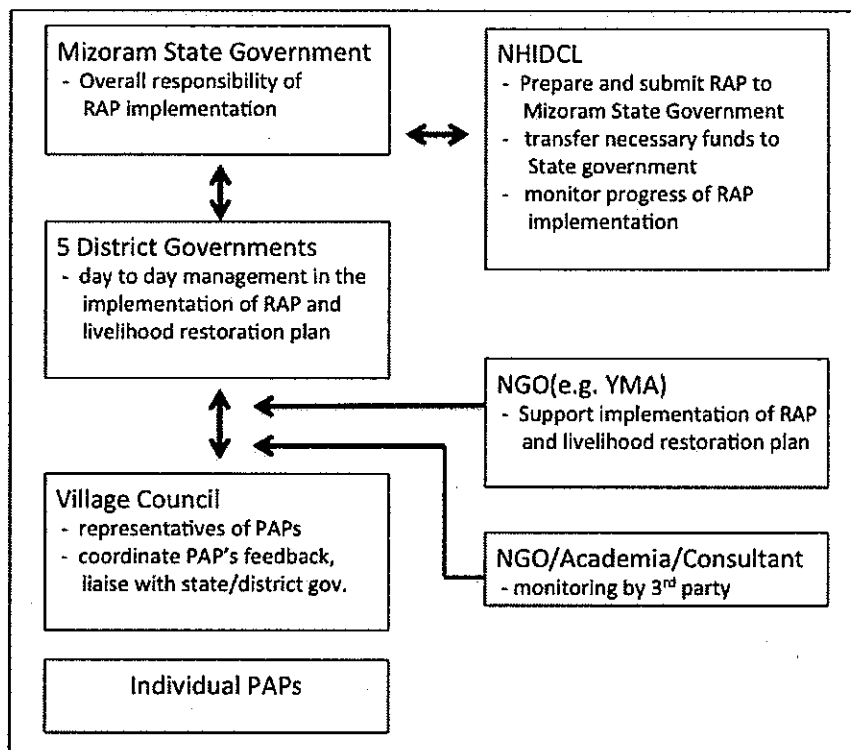 Mizoram State Government
- Overall responsibility of
RAP implementation
NHIDCL
- Prepare and submit RAP to
Mizoram State Government
- transfer necessary funds to
State government
- monitor progress of RAP
implementation
5 District Governments
- day to day management in the
implementation of RAP and
livelihood restoration plan
NGO(e.g. YMA)
- Support implementation of RAP
and livelihood restoration plan
Village Council
- representatives of PAPs
- coordinate PAP's feedback,
liaise with state/district gov.
NGO/Academia/Consultant
- monitoring by 3rd party
Individual PAPs